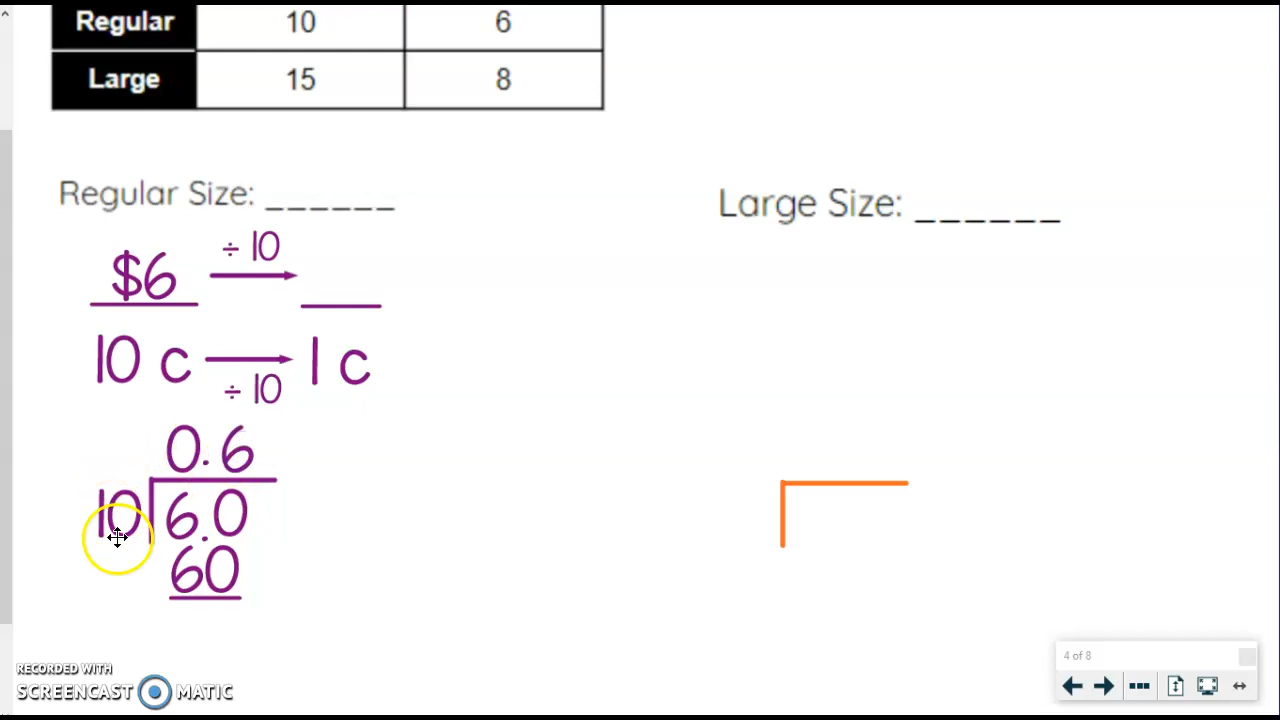 Regular 10 6
Large 15 8
Regular Size: ______
Large Size: ______
÷ 10
$6
10 c 1 c
÷ 10
0.6
10 6.0
60
4 of 8
RECORDED WITH
SCREENCAST MATIC